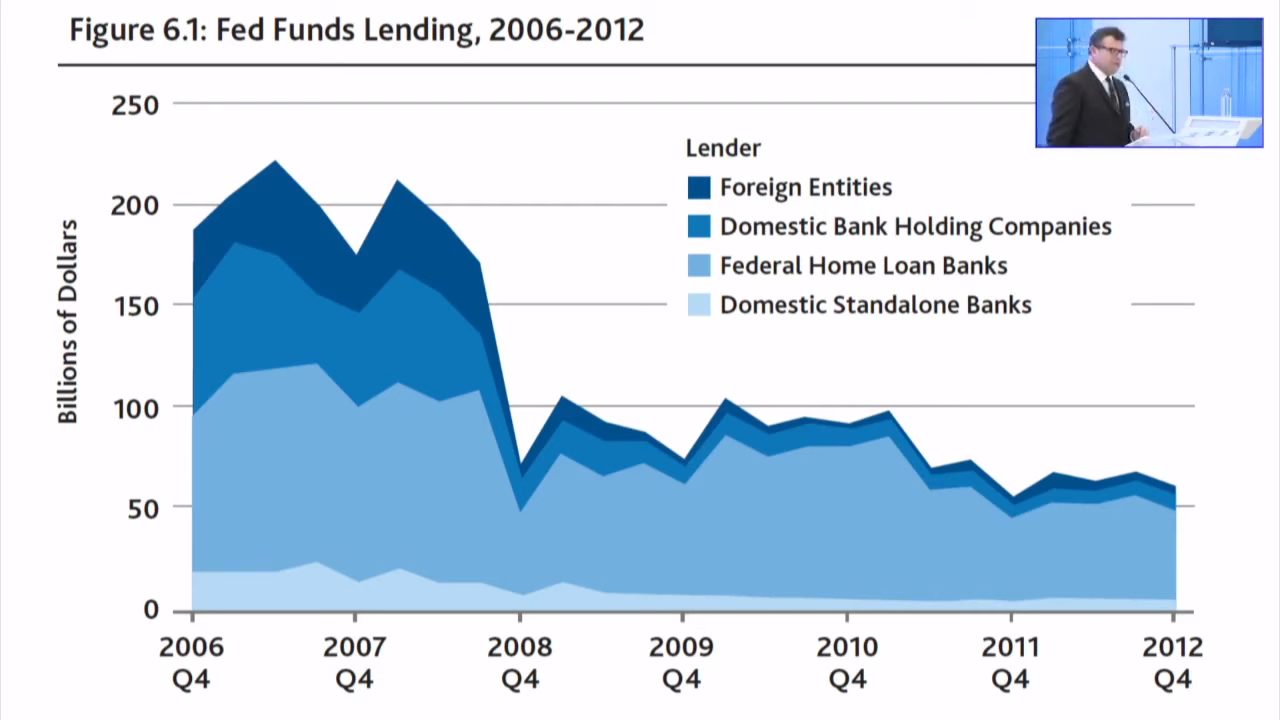 Figure 6.1: Fed Funds Lending, 2006-2012
Billions of Dollars
250
200
150
100
50
0
Lender
Foreign Entities
Domestic Bank Holding Companies
Federal Home Loan Banks
Domestic Standalone Banks
2006 2007 2008 2009 2010 2011 2012
Q4 Q4 Q4 Q4 Q4 Q4 Q4